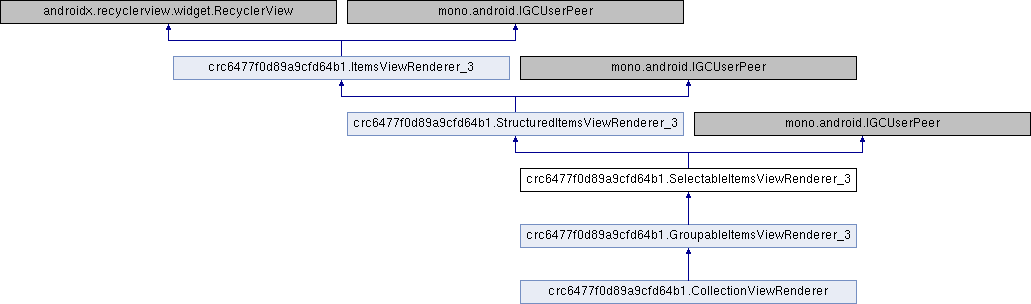 androidx.recyclerview.widget.RecyclerView
mono.android.IGCUserPeer
crc6477f0d89a9cfd64b1.ItemsViewRenderer_3
mono.android.IGCUserPeer
crc6477f0d89a9cfd64b1.StructuredItemsViewRenderer_3
mono.android.IGCUserPeer
crc6477f0d89a9cfd64b1.SelectableItemsViewRenderer_3
crc6477f0d89a9cfd64b1.GroupableItemsViewRenderer_3
crc6477f0d89a9cfd64b1.CollectionViewRenderer